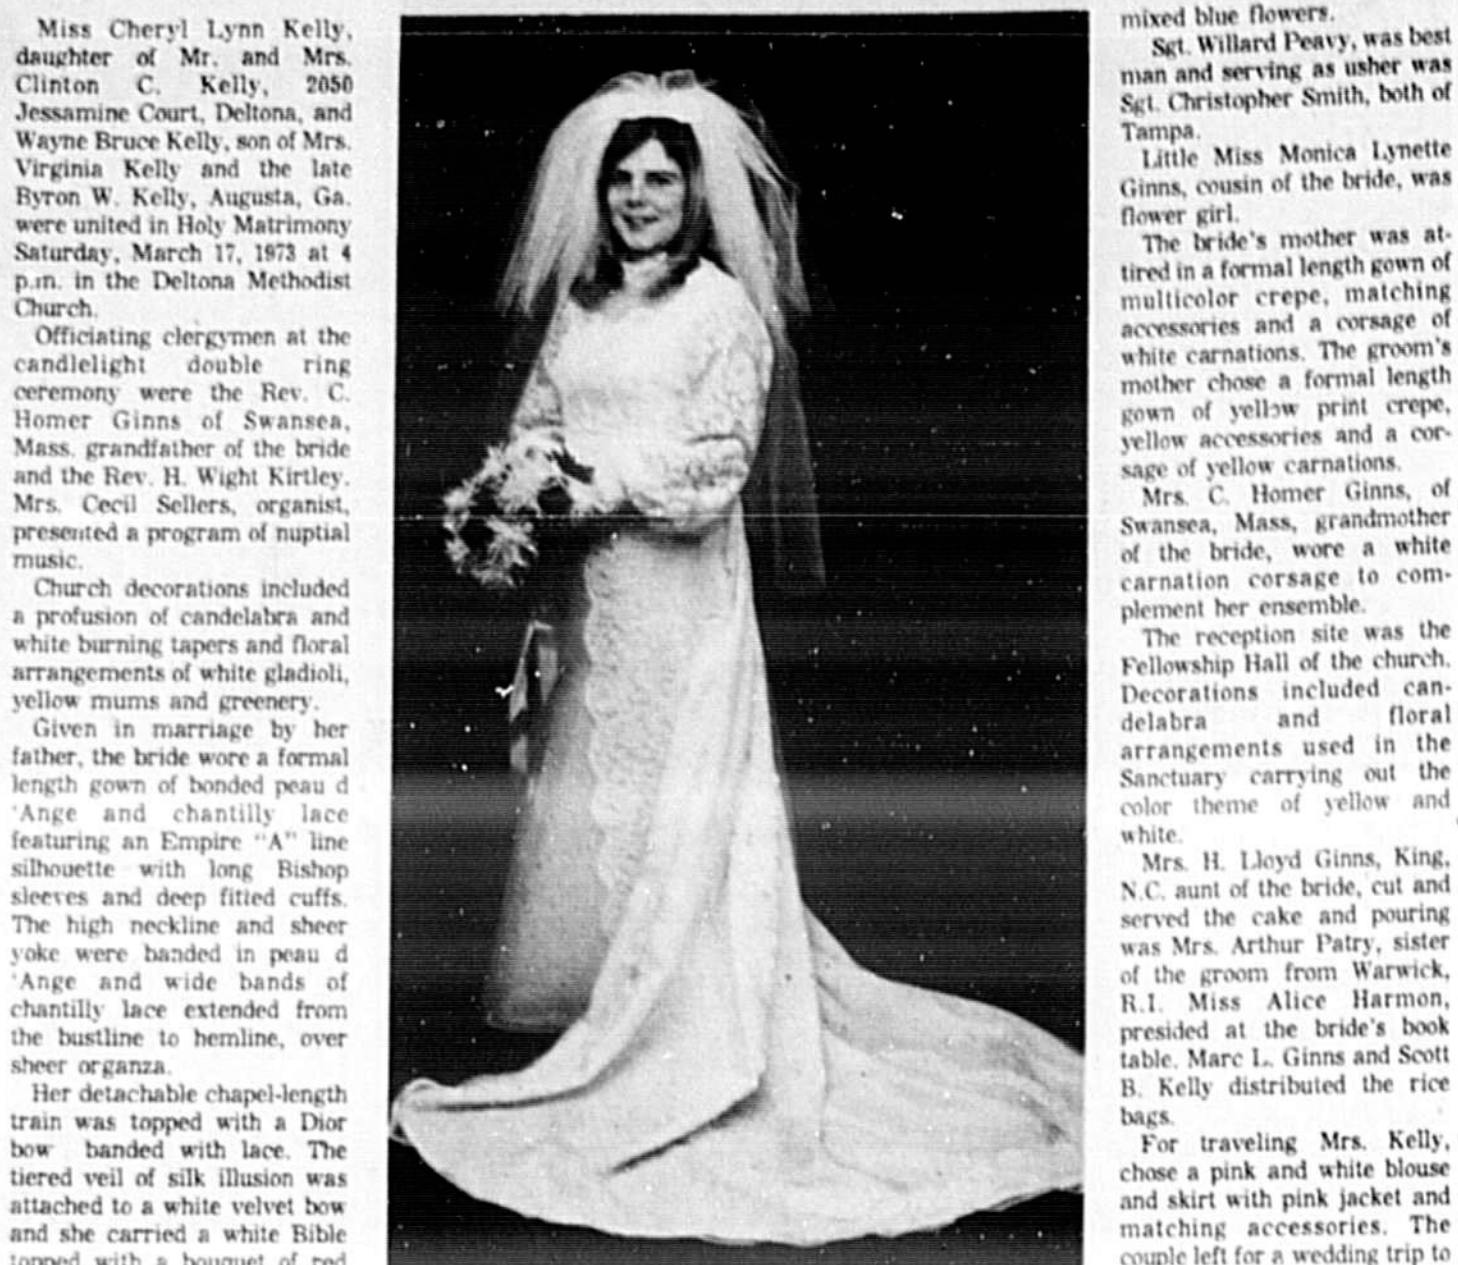 Miss Cheryl Lynn Kelly,
daughter of Mr. and Mrs.
Clinton C. Kelly, 2050
Jessamine Court, Deltona, and
Wayne Bruce Kelly, son of Mrs.
Virginia Kelly and the late
Byron W. Kelly, Augusta, Ga.
were united in Holy Matrimony
Saturday, March 17, 1973 at 4
p.m. in the Deltona Methodist
Church.
Officiating clergymen at the
candlelight double ring
ceremony were the Rev. C.
Homer Ginns of Swansea,
Mass. grandfather of the bride
and the Rev. H. Wight Kirtley.
Mrs. Cecil Sellers, organist,
presented a program of nuptial
music.
Church decorations included
a profusion of candelabra and
white burning tapers and floral
arrangements of white gladioli,
yellow mums and greenery.
Given in marriage by her
father, the bride wore a formal
length gown of bonded peau d
'Ange and chantilly lace
featuring an Empire "A" line
silhouette with long Bishop
sleeves and deep fitted cuffs.
The high neckline and sheer
yoke were banded in peau d
'Ange and wide bands of
chantilly lace extended from
the bustline to hemline, over
sheer organza.
Her detachable chapel-length
train was topped with a Dior
bow banded with lace. The
tiered veil of silk illusion was
attached to a white velvet bow
and she carried a white Bible
topped with a bouquet of red
mixed blue flowers.
Sgt. Willard Peavy, was best
man and serving as usher was
Sgt. Christopher Smith, both of
Tampa.
Little Miss Monica Lynette
Ginns, cousin of the bride, was
flower girl.
The bride's mother was at-
tired in a formal length gown of
multicolor crepe, matching
accessories and a corsage of
white carnations. The groom's
mother chose a formal length
gown of yellow print crepe,
yellow accessories and a cor-
sage of yellow carnations.
Mrs. C. Homer Ginns, of
Swansea, Mass, grandmother
of the bride, wore a white
carnation corsage to com-
plement her ensemble.
The reception site was the
Fellowship Hall of the church.
Decorations included can-
delabra and floral
arrangements used in the
Sanctuary carrying out the
color theme of yellow and
white.
Mrs. H. Lloyd Ginns, King,
N.C. aunt of the bride, cut and
served the cake and pouring
was Mrs. Arthur Patry, sister
of the groom from Warwick,
R.I. Miss Alice Harmon,
presided at the bride's book
table. Marc L. Ginns and Scott
B. Kelly distributed the rice
bags.
For traveling Mrs. Kelly,
chose a pink and white blouse
and skirt with pink jacket and
matching accessories. The
couple left for a wedding trip to